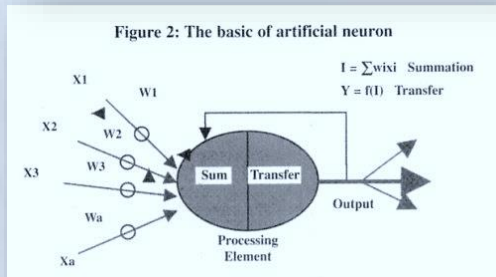 Figure 2: The basic of artificial neuron
I = ∑wixi Summation
Y = f(I) Transfer
X1
W1
X2
W2
X3
W3
Sum
Transfer
Wa
Output
Xa
Processing
Element